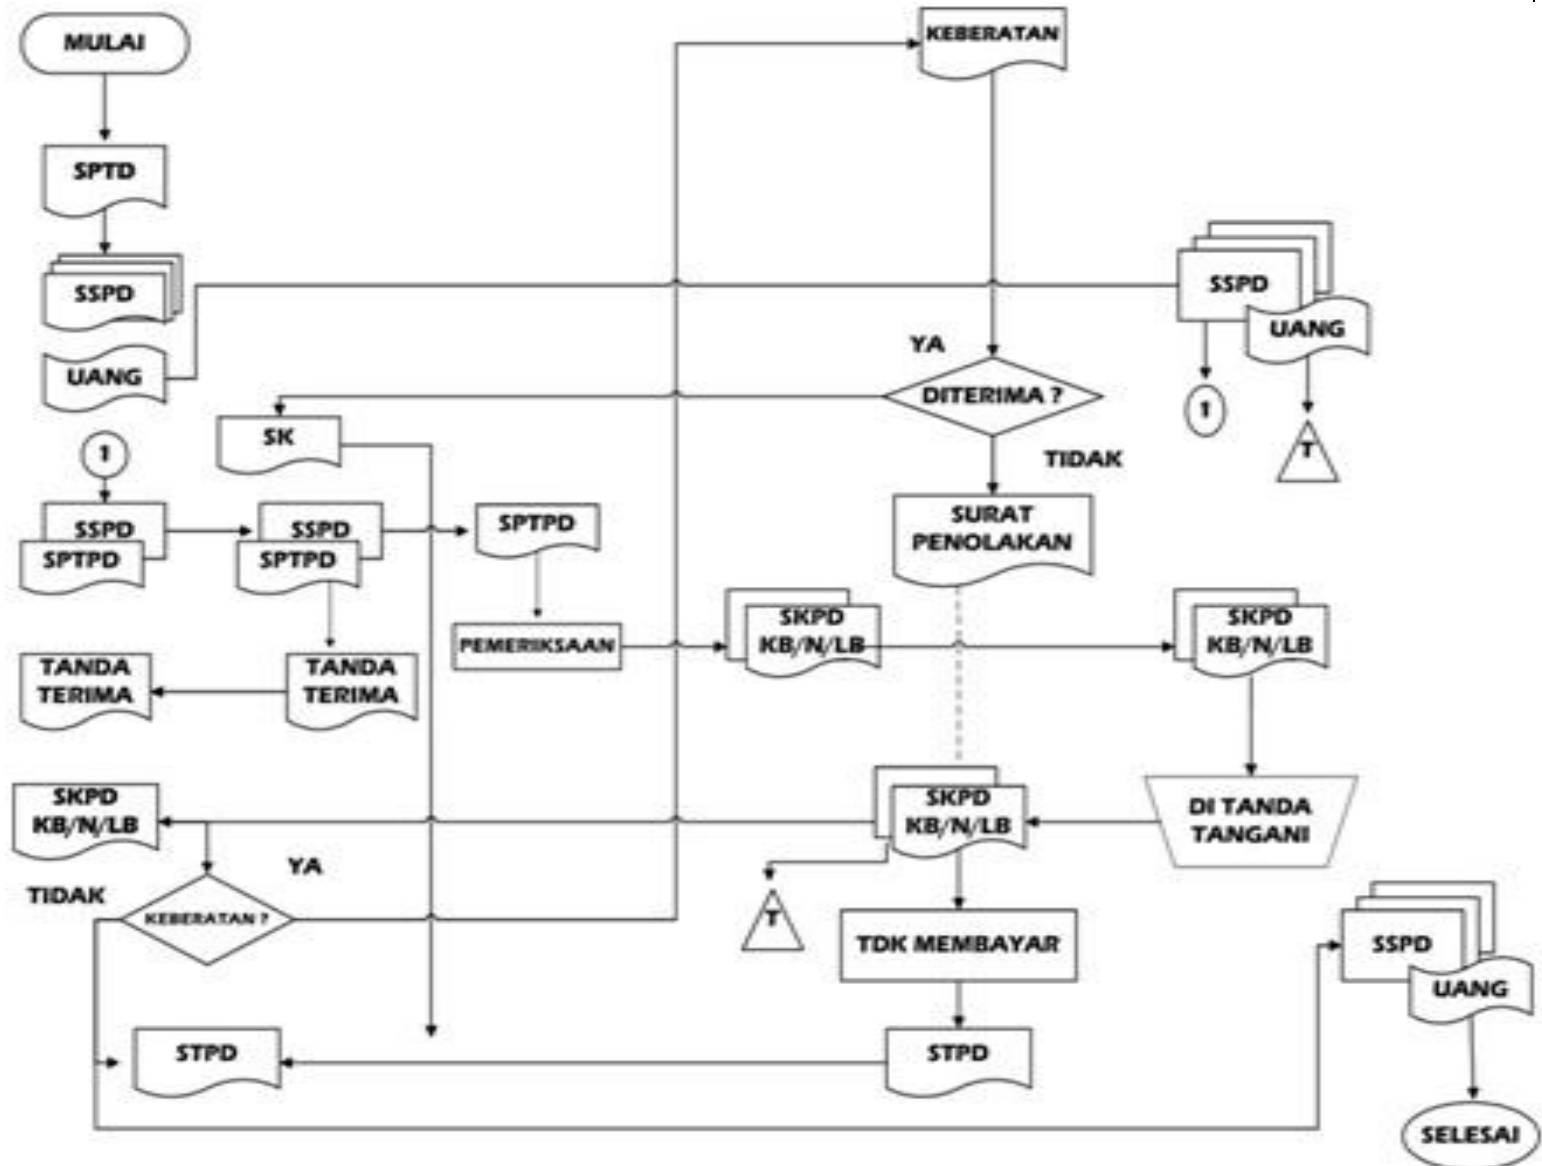 MULAI
KEBERATAN
SPTD
SSPD
UANG
SSPD
UANG
YA
DITERIMA ?
TIDAK
1
T
SK
1
SURAT
PENOLAKAN
SSPD
SPTPD
SSPD
SPTPD
SPTPD
PEMERIKSAAN
SKPD
KB/N/LB
SKPD
KB/N/LB
TANDA
TERIMA
TANDA
TERIMA
SKPD
KB/N/LB
SKPD
KB/N/LB
DI TANDA
TANGANI
YA
TIDAK
KEBERATAN ?
T
TDK MEMBAYAR
SSPD
UANG
STPD
STPD
SELESAI